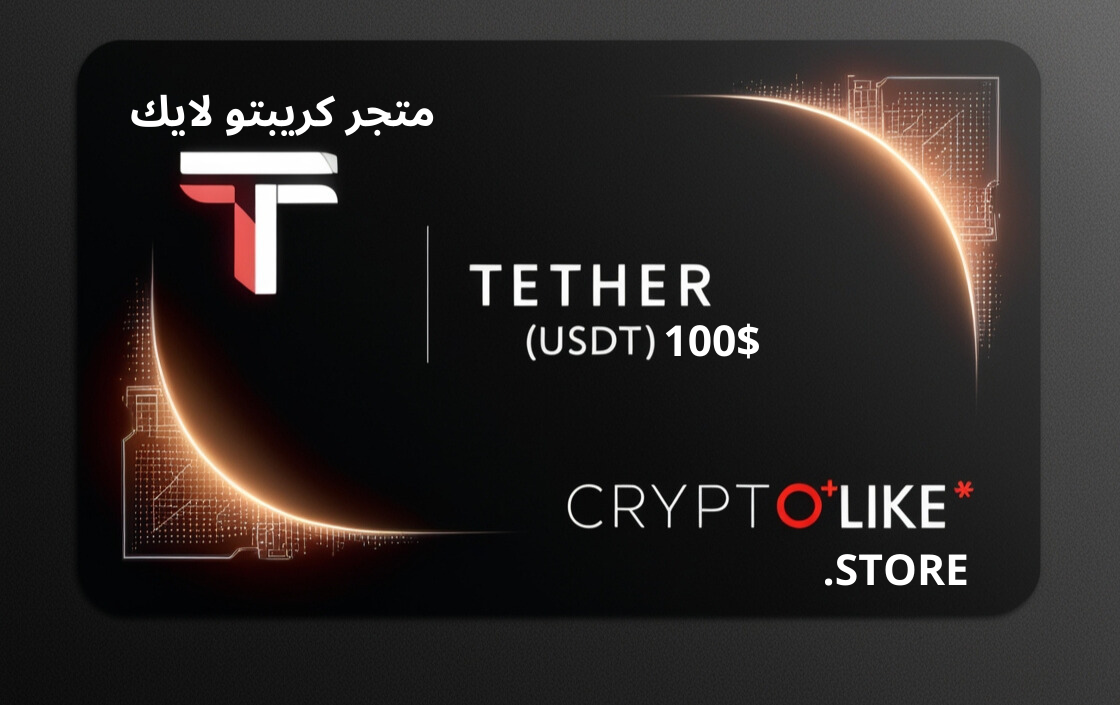 متجر كريبتو لايك
TETHER
(USDT) 100$
CRYPTO+LIKE*
.STORE